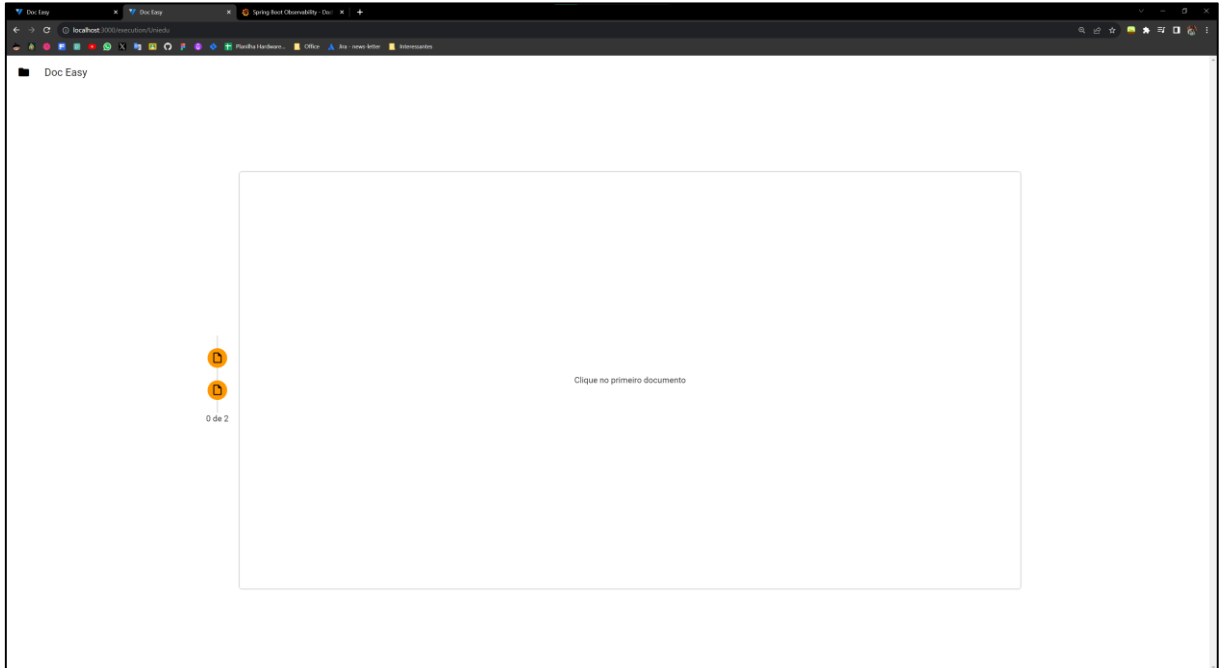 Doc Easy
Doc Easy
Spring Boot Observability - Das
localhost:3000/execution/Uniedu
Planilha Hardware...
Office
Jira - news-letter
Interessantes
Doc Easy
Clique no primeiro documento
0 de 2